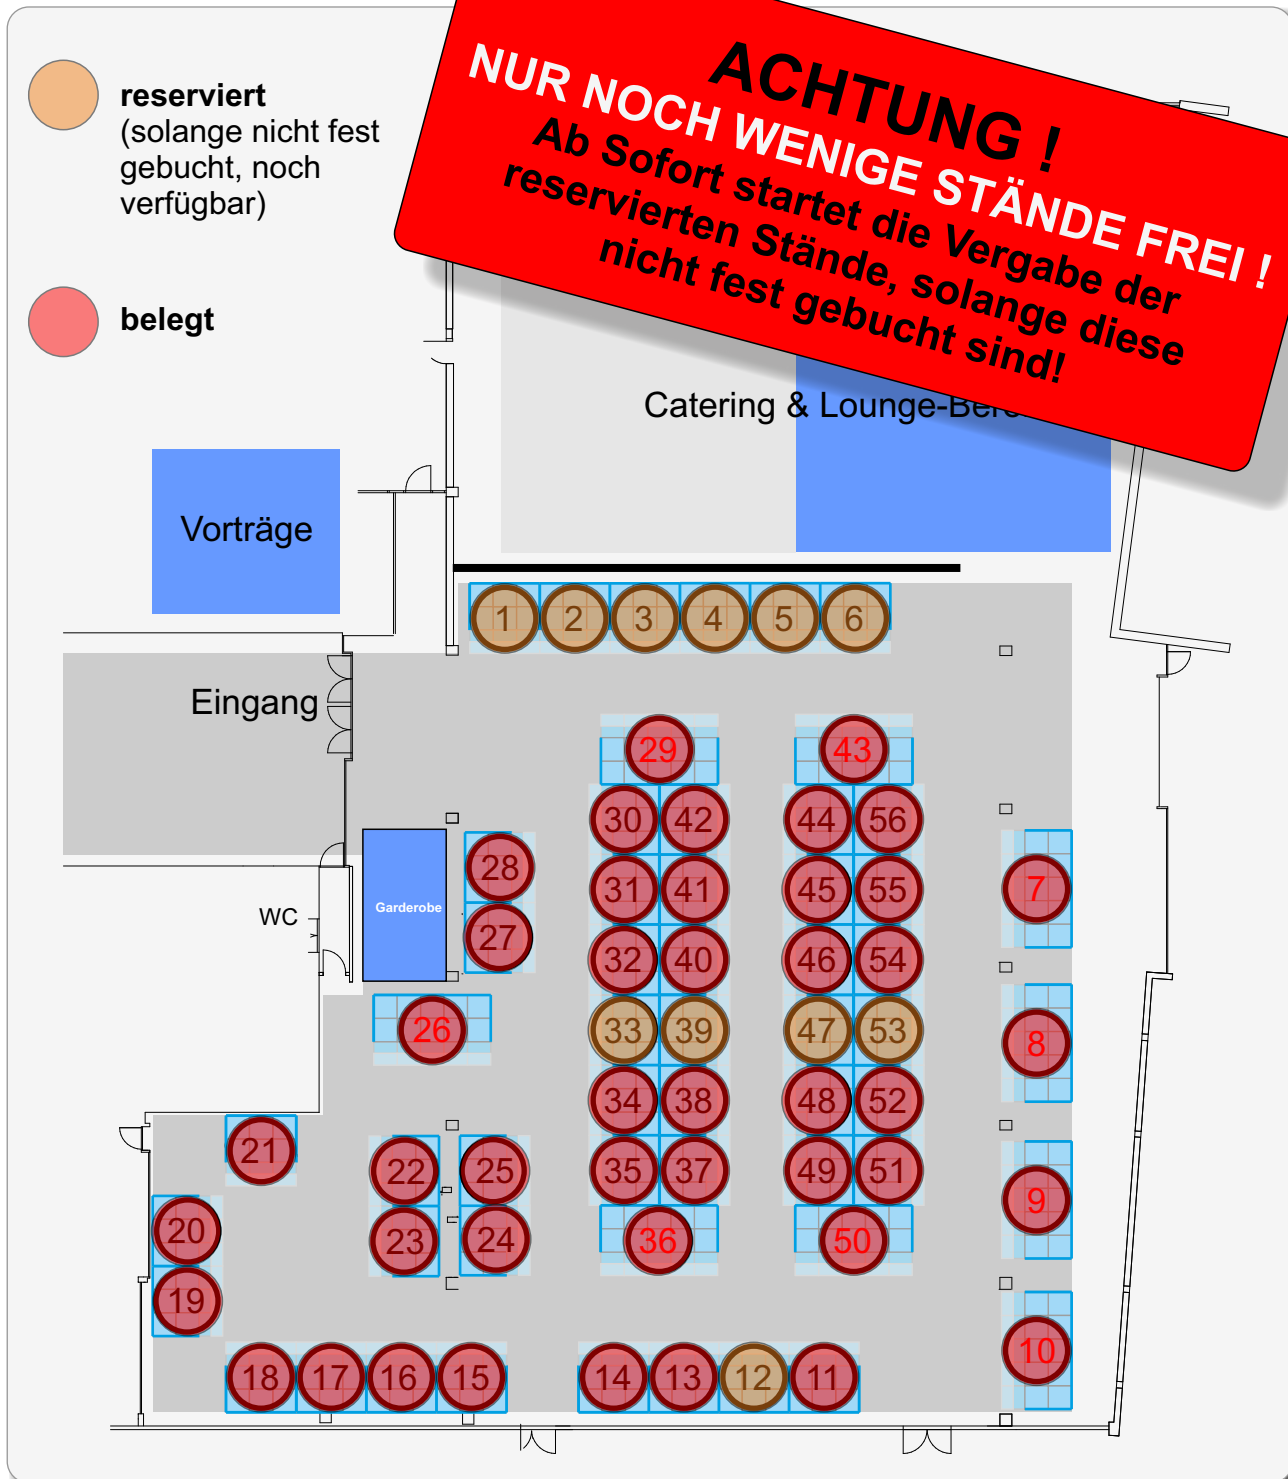 reserviert
(solange nicht fest
gebucht, noch
verfügbar)
belegt
ACHTUNG !
NUR NOCH WENIGE STÄNDE FREI !
Ab Sofort startet die Vergabe der
reservierten Stände, solange diese
nicht fest gebucht sind!
Catering & Lounge-Ber
Vorträge
1 2 3 4 5 6
Eingang
29 43
30 42 44 56
28
Garderobe
31 41 45 55
7
WC
27
32 40 46 54
26
33 39 47 53
8
34 38 48 52
21
22 25
35 37 49 51
9
20
23 24
36 50
19
10
18 17 16 15 14 13 12 11